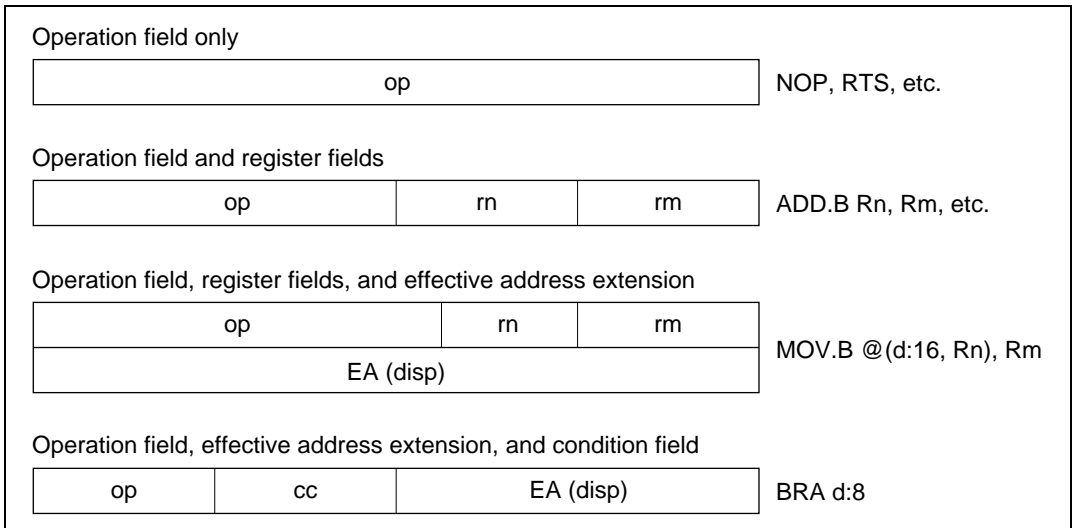 Operation field only
op
NOP, RTS, etc.
Operation field and register fields
op rn rm
ADD.B Rn, Rm, etc.
Operation field, register fields, and effective address extension
op rn rm
EA (disp)
MOV.B @(d:16, Rn), Rm
Operation field, effective address extension, and condition field
op cc EA (disp)
BRA d:8